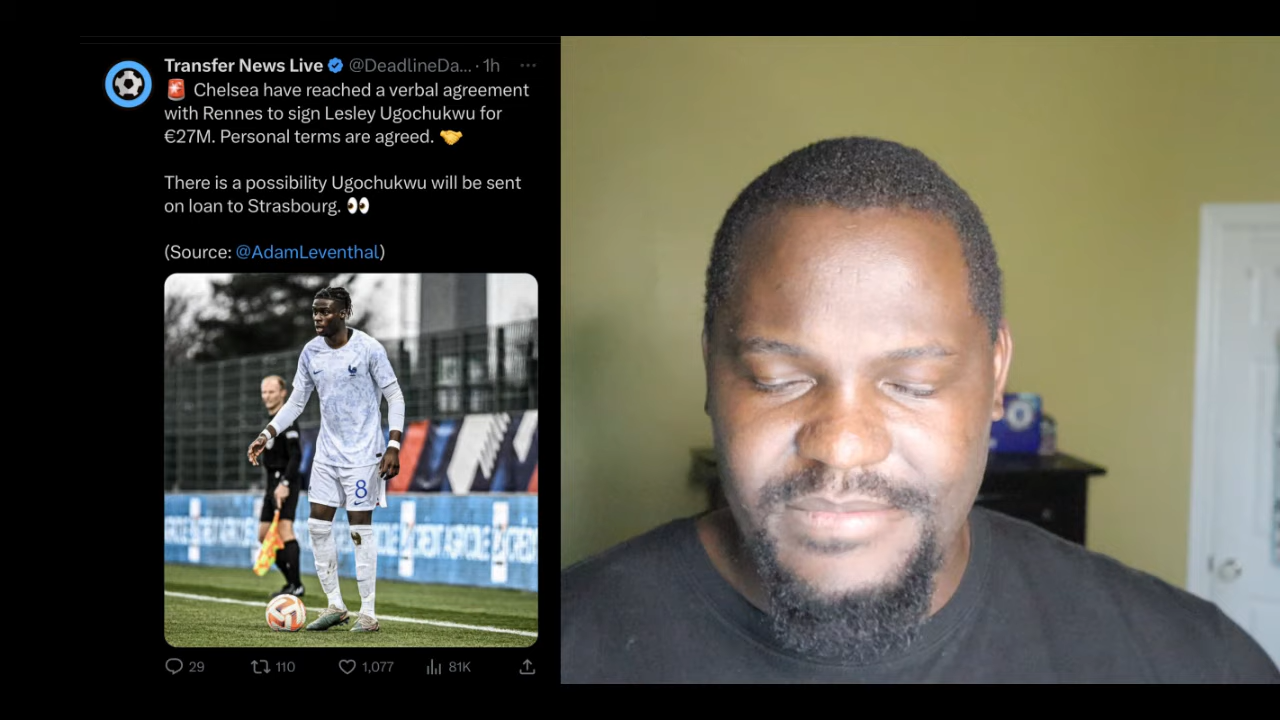 Transfer News Live @DeadlineDa... · 1h
🚨 Chelsea have reached a verbal agreement
with Rennes to sign Lesley Ugochukwu for
€27M. Personal terms are agreed. 🤝
There is a possibility Ugochukwu will be sent
on loan to Strasbourg. 👀
(Source: @AdamLeventhal)
8
CRÉDIT AGRICOLE
29 110 1,077 81K